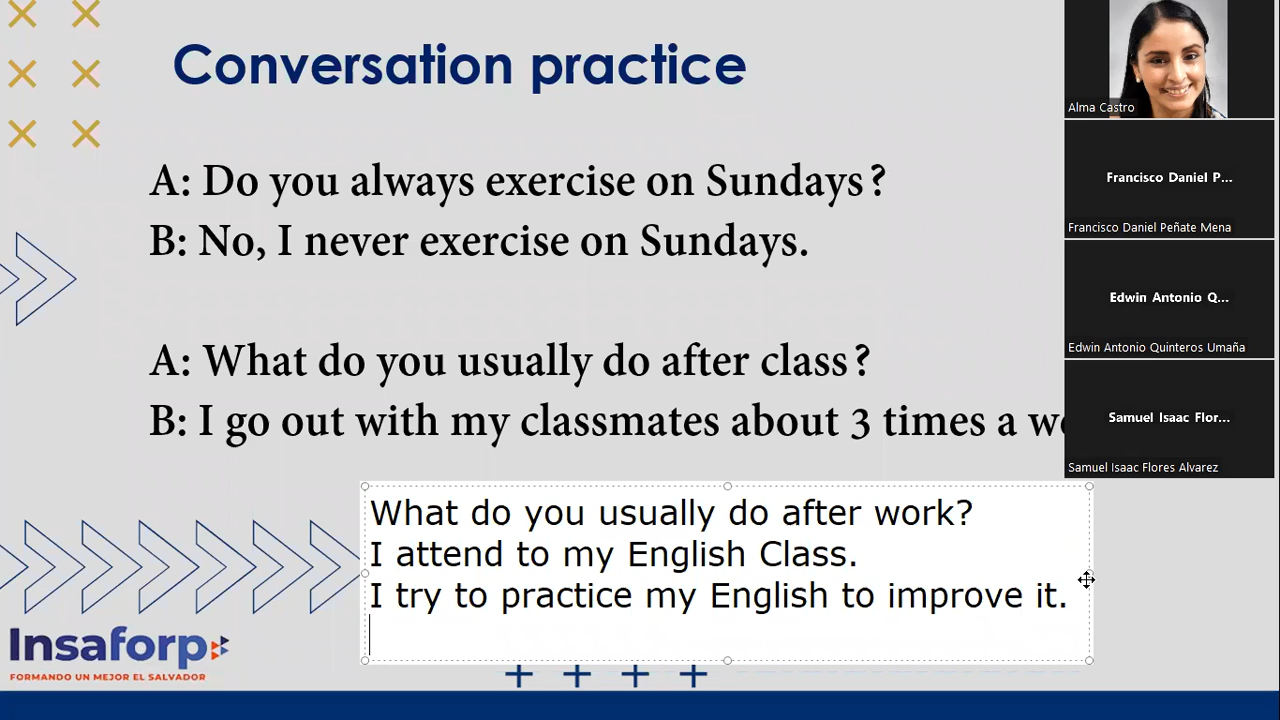 Conversation practice
A: Do you always exercise on Sundays?
B: No, I never exercise on Sundays.
A: What do you usually do after class?
B: I go out with my classmates about 3 times a
What do you usually do after work?
I attend to my English Class.
I try to practice my English to improve it.
Insaforp
FORMANDO UN MEJOR EL SALVADOR
Alma Castro
Francisco Daniel P...
Francisco Daniel Peñate Mena
Edwin Antonio Q...
Edwin Antonio Quinteros Umaña
Samuel Isaac Flor...
Samuel Isaac Flores Alvarez